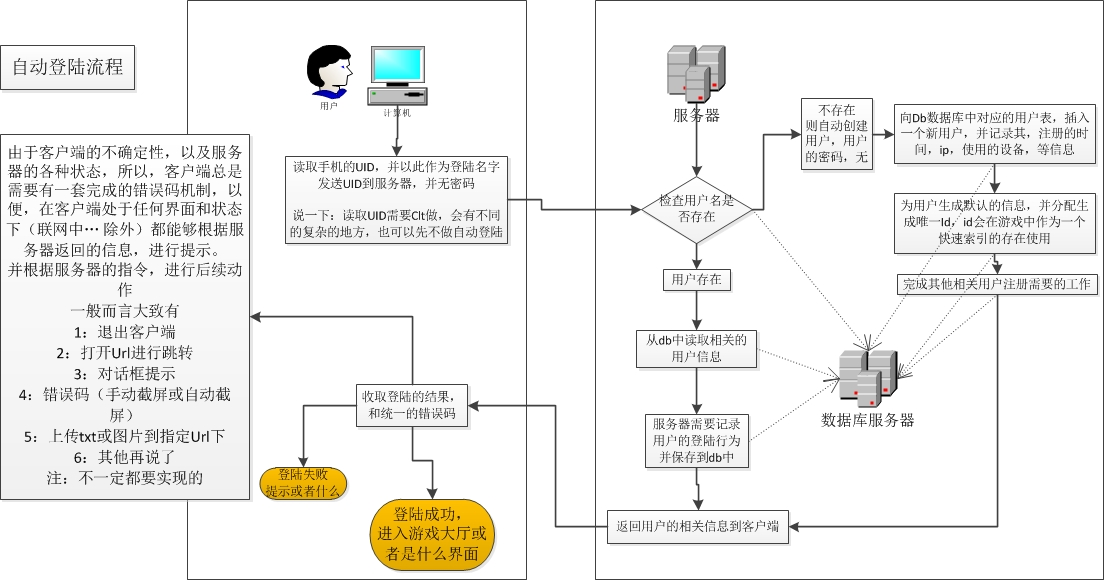 自动登陆流程
用户
计算机
读取手机的UID，并以此作为登陆名字
发送UID到服务器，并无密码
说一下：读取UID需要Clt做，会有不同
的复杂的地方，也可以先不做自动登陆
由于客户端的不确定性，以及服务
器的各种状态，所以，客户端总是
需要有一套完成的错误码机制，以
便，在客户端处于任何界面和状态
下（联网中… 除外）都能够根据服
务器返回的信息，进行提示。
并根据服务器的指令，进行后续动
作
一般而言大致有
1：退出客户端
2：打开Url进行跳转
3：对话框提示
4：错误码（手动截屏或自动截
屏）
5：上传txt或图片到指定Url下
6：其他再说了
注：不一定都要实现的
收取登陆的结果，
和统一的错误码
登陆失败
提示或者什么
登陆成功，
进入游戏大厅或
者是什么界面
服务器
检查用户名是
否存在
不存在
则自动创建
用户，用户
的密码，无
向Db数据库中对应的用户表，插入
一个新用户，并记录其，注册的时
间，ip，使用的设备，等信息
为用户生成默认的信息，并分配生
成唯一Id，id会在游戏中作为一个
快速索引的存在使用
完成其他相关用户注册需要的工作
用户存在
从db中读取相关的
用户信息
服务器需要记录
用户的登陆行为
并保存到db中
数据库服务器
返回用户的相关信息到客户端